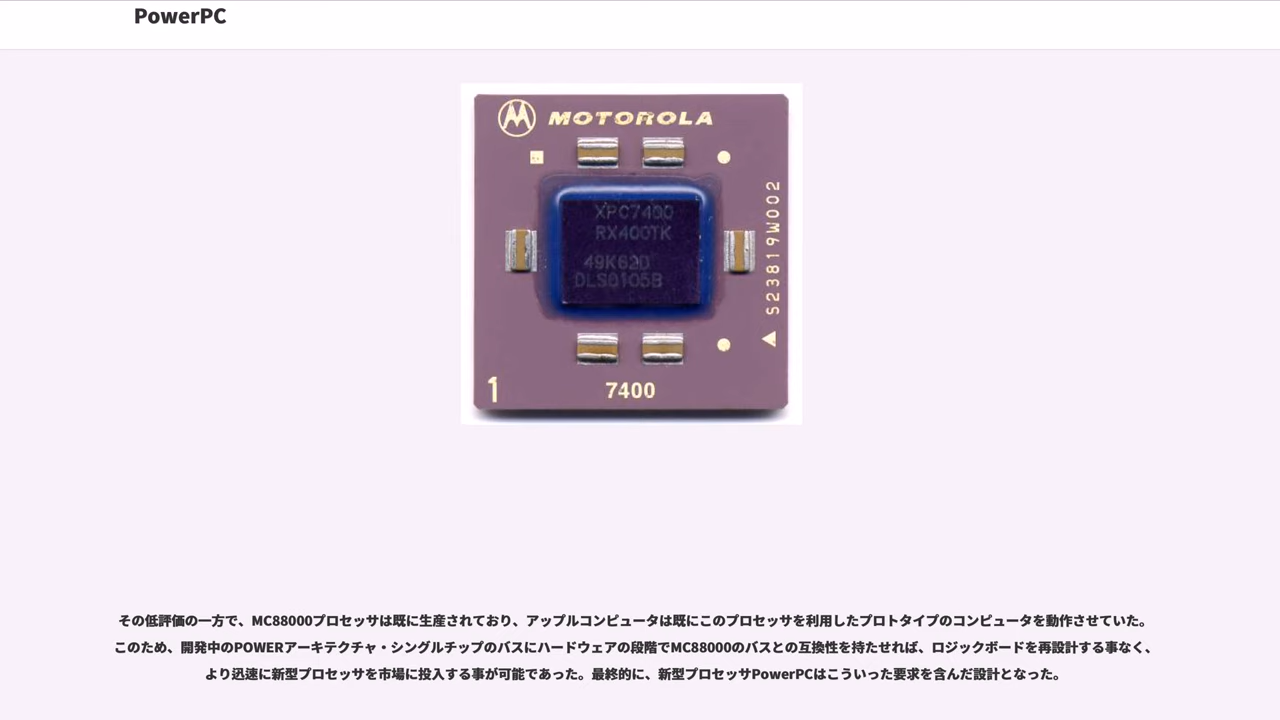 PowerPC
MOTOROLA
XPC7400
RX400TK
49K62D
DLS6105B
S23819W002
1
7400
その低評価の一方で、MC88000プロセッサは既に生産されており、アップルコンピュータは既にこのプロセッサを利用したプロトタイプのコンピュータを動作させていた。
このため、開発中のPOWERアーキテクチャ・シングルチップのバスにハードウェアの段階でMC88000のバスとの互換性を持たせれば、ロジックボードを再設計する事なく、
より迅速に新型プロセッサを市場に投入する事が可能であった。最終的に、新型プロセッサPowerPCはこういった要求を含んだ設計となった。